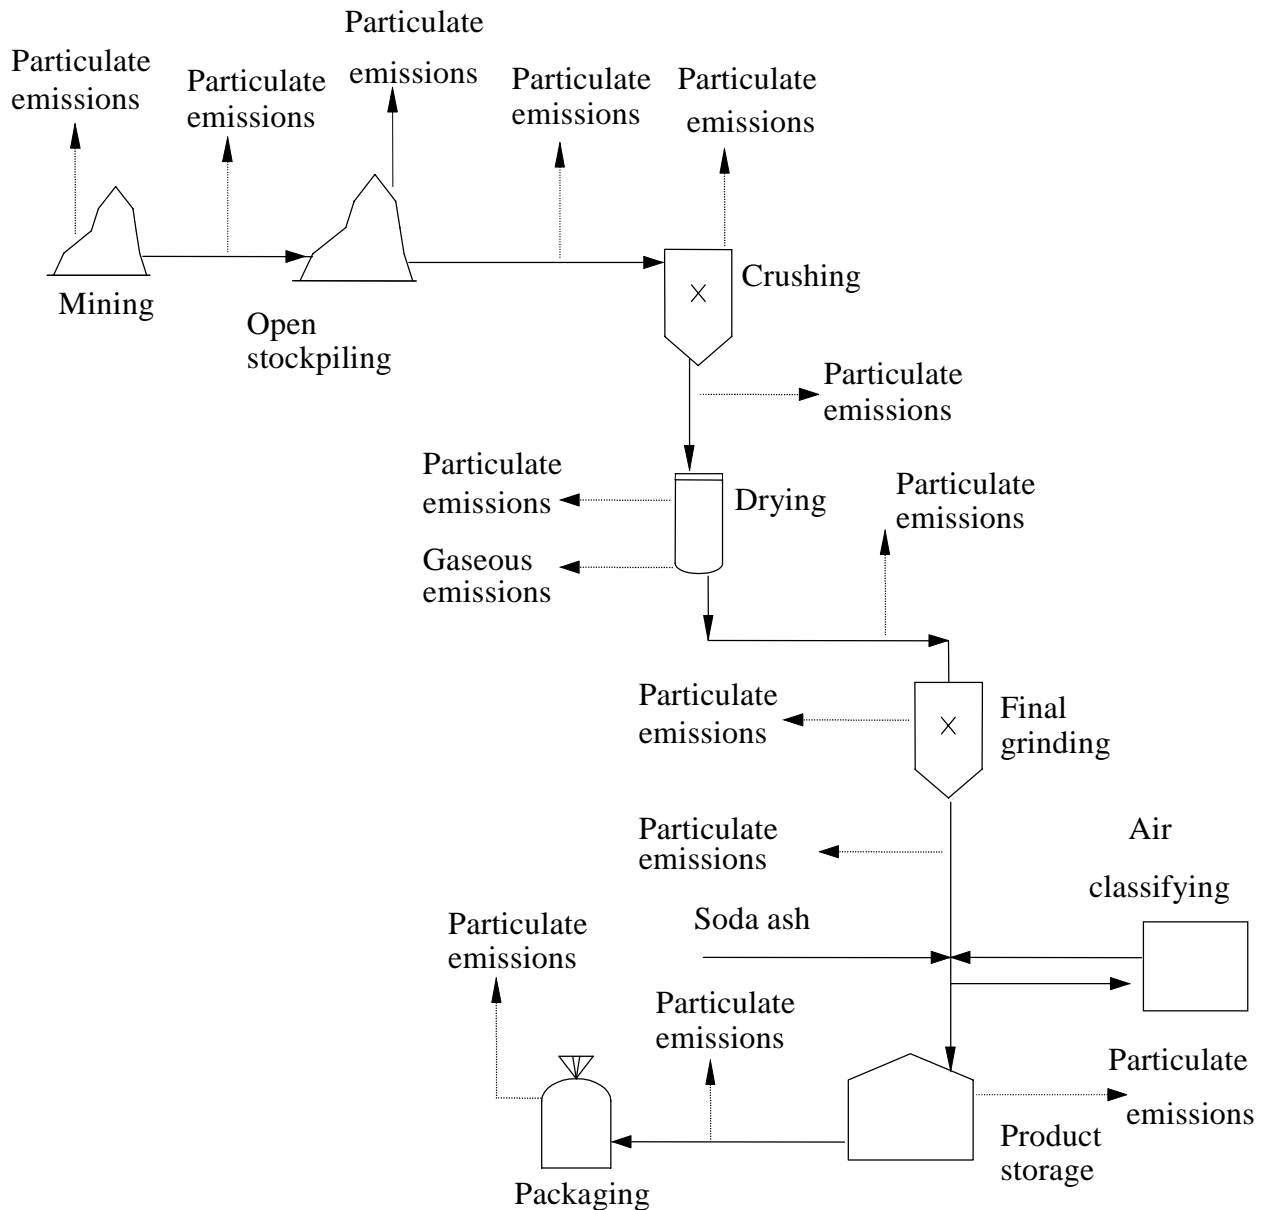 Particulate
emissions
Particulate
emissions
Particulate
emissions
Particulate
emissions
Particulate
emissions
Mining
Open
stockpiling
Crushing
Particulate
emissions
Particulate
emissions
Drying
Gaseous
emissions
Particulate
emissions
Particulate
emissions
Final
grinding
Particulate
emissions
Air
classifying
Soda ash
Particulate
emissions
Particulate
emissions
Particulate
emissions
Product
storage
Packaging